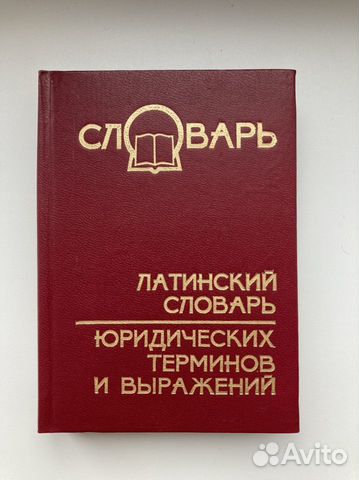 СЛОВАРЬ
ЛАТИНСКИЙ
СЛОВАРЬ
ЮРИДИЧЕСКИХ
ТЕРМИНОВ
И ВЫРАЖЕНИЙ
Avito